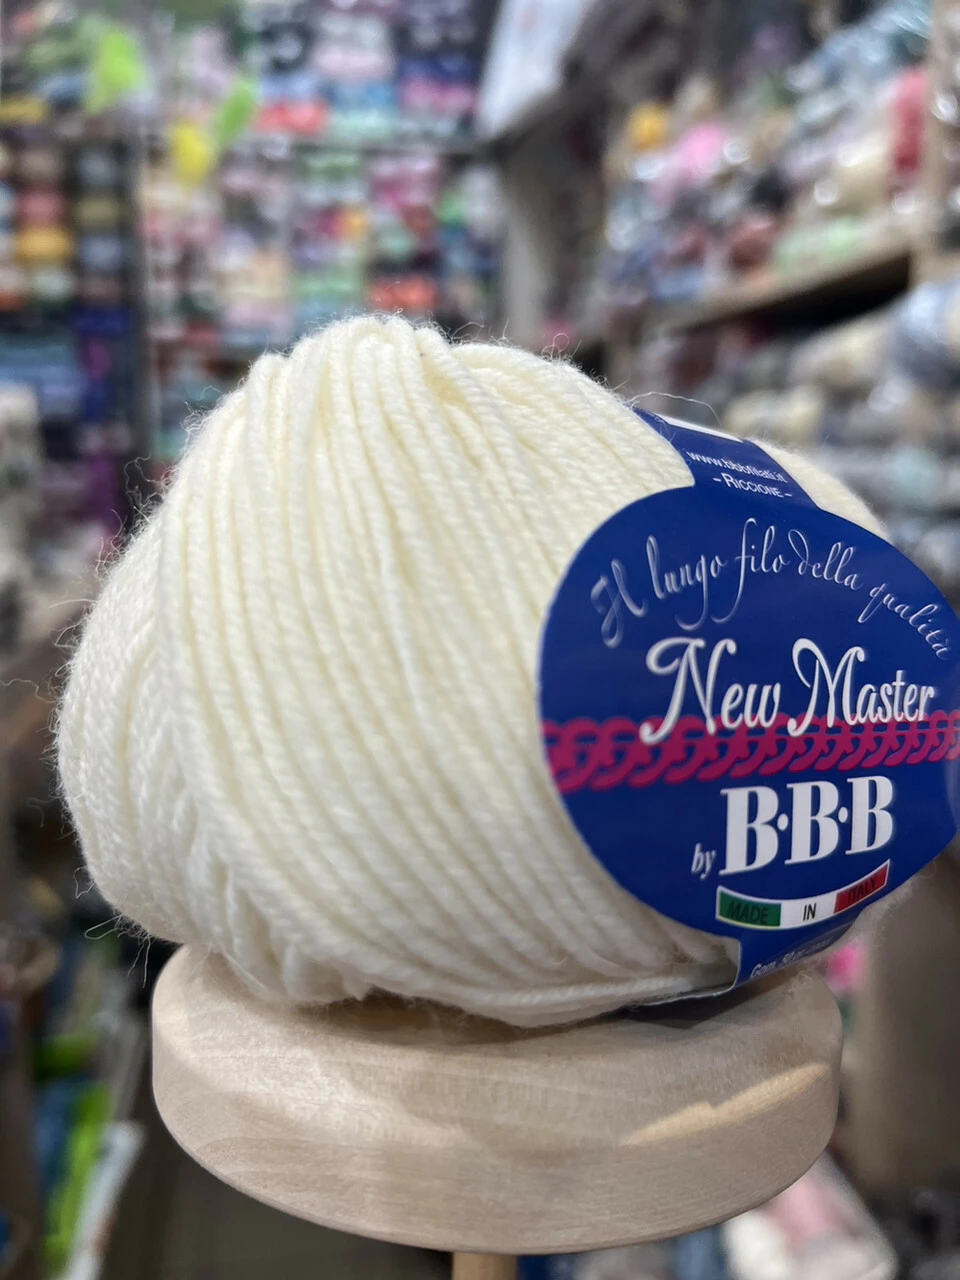 www.bbbfilati.it
- RICCIONE -
Il lungo filo della qualità
New Master
by B·B·B
MADE IN ITALY